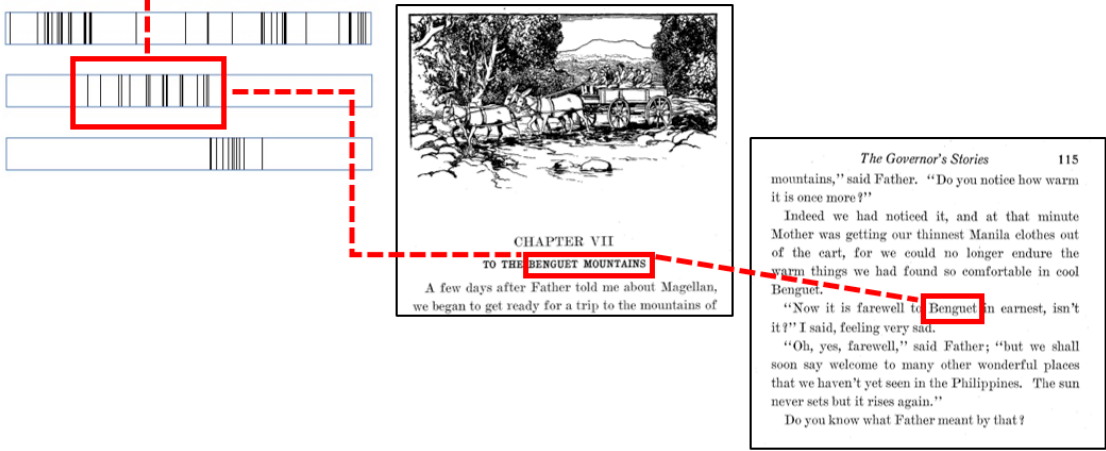 CHAPTER VII
TO THE BENGUET MOUNTAINS
A few days after Father told me about Magellan,
we began to get ready for a trip to the mountains of
The Governor's Stories 115
mountains," said Father. "Do you notice how warm
it is once more?"
Indeed we had noticed it, and at that minute
Mother was getting our thinnest Manila clothes out
of the cart, for we could no longer endure the
warm things we had found so comfortable in cool
Benguet.
"Now it is farewell to Benguet in earnest, isn't
it?" I said, feeling very sad.
"Oh, yes, farewell," said Father; "but we shall
soon say welcome to many other wonderful places
that we haven't yet seen in the Philippines. The sun
never sets but it rises again."
Do you know what Father meant by that?